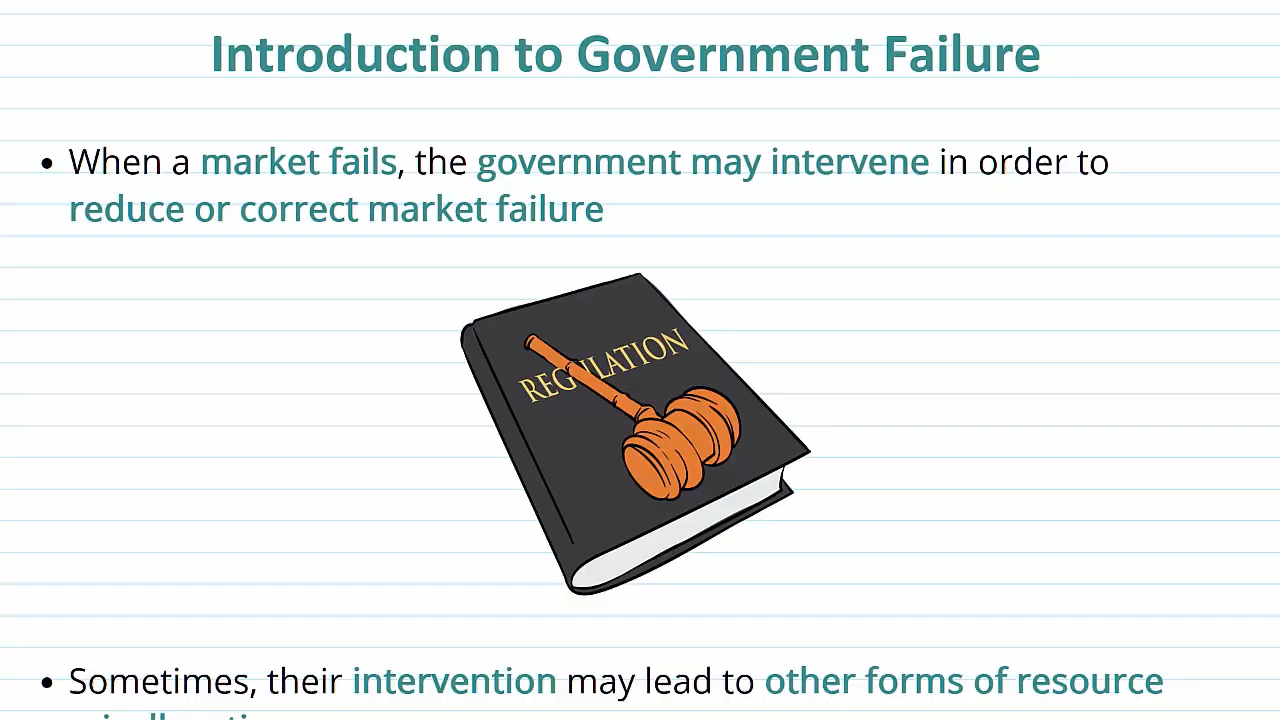 Introduction to Government Failure
• When a market fails, the government may intervene in order to
reduce or correct market failure
REGULATION
• Sometimes, their intervention may lead to other forms of resource